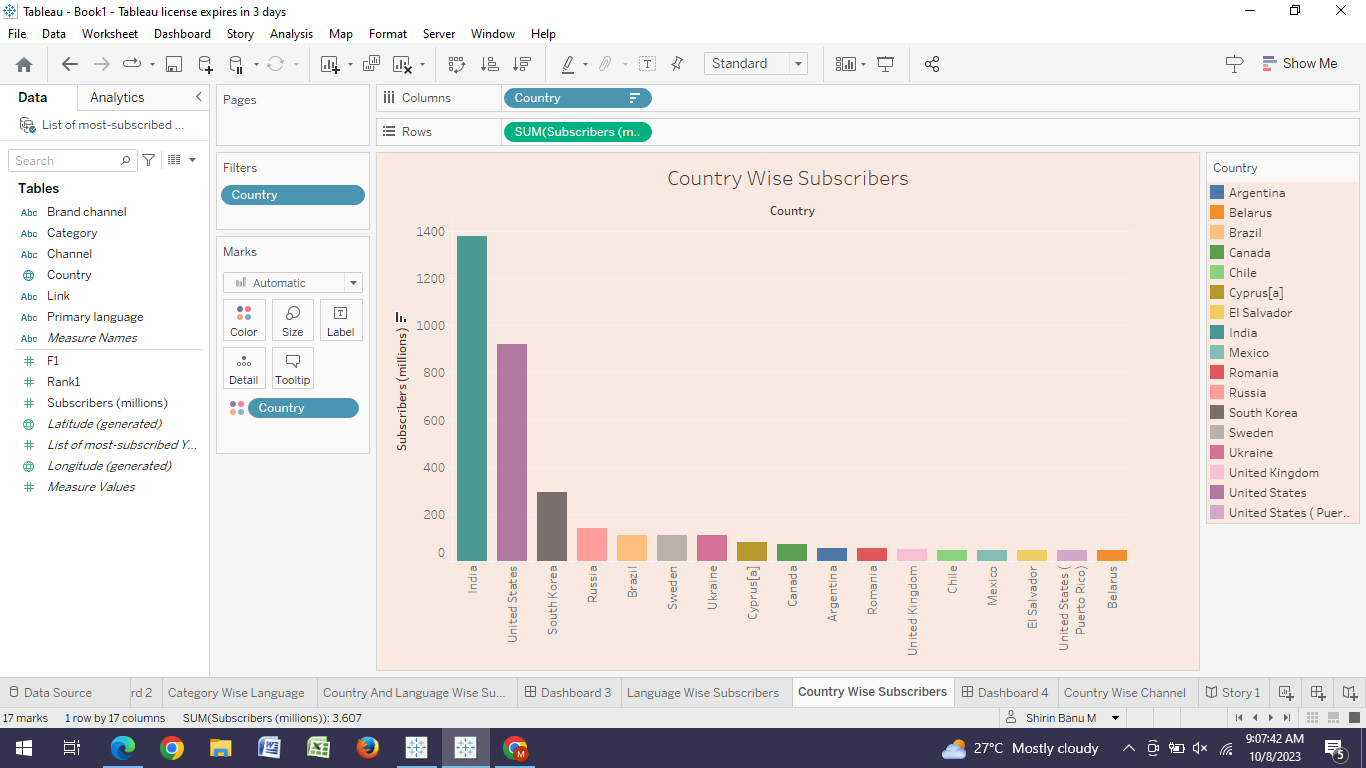 Tableau - Book1 - Tableau license expires in 3 days
File Data Worksheet Dashboard Story Analysis Map Format Server Window Help
Standard
Show Me
Data Analytics
List of most-subscribed ...
Search
Tables
Abc Brand channel
Abc Category
Abc Channel
Country
Abc Link
Abc Primary language
Abc Measure Names
# F1
# Rank1
# Subscribers (millions)
Latitude (generated)
# List of most-subscribed Y...
Longitude (generated)
# Measure Values
Pages
Filters
Country
Marks
Automatic
Color Size Label
Detail Tooltip
Country
Columns Country
Rows SUM(Subscribers (m..
Country Wise Subscribers
Country
Subscribers (millions)
1400
1200
1000
800
600
400
200
0
India
United States
South Korea
Russia
Brazil
Sweden
Ukraine
Cyprus[a]
Canada
Argentina
Romania
United Kingdom
Chile
Mexico
El Salvador
United States (
Puerto Rico)
Belarus
Country
Argentina
Belarus
Brazil
Canada
Chile
Cyprus[a]
El Salvador
India
Mexico
Romania
Russia
South Korea
Sweden
Ukraine
United Kingdom
United States
United States ( Puer..
Data Source rd 2 Category Wise Language Country And Language Wise Su... Dashboard 3 Language Wise Subscribers Country Wise Subscribers Dashboard 4 Country Wise Channel Story 1
17 marks 1 row by 17 columns SUM(Subscribers (millions)): 3,607 Shirin Banu M
27°C Mostly cloudy
9:07:42 AM
10/8/2023
5